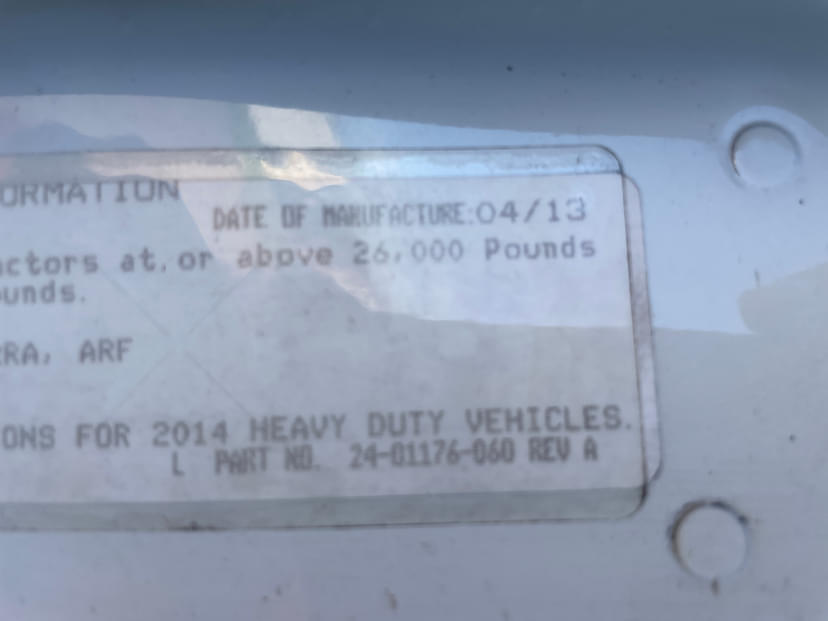 ORMATION
DATE OF MANUFACTURE:04/13
actors at or above 26,000 Pounds
ounds.
RRA, ARF
ONS FOR 2014 HEAVY DUTY VEHICLES.
L PART NO. 24-01176-060 REV A